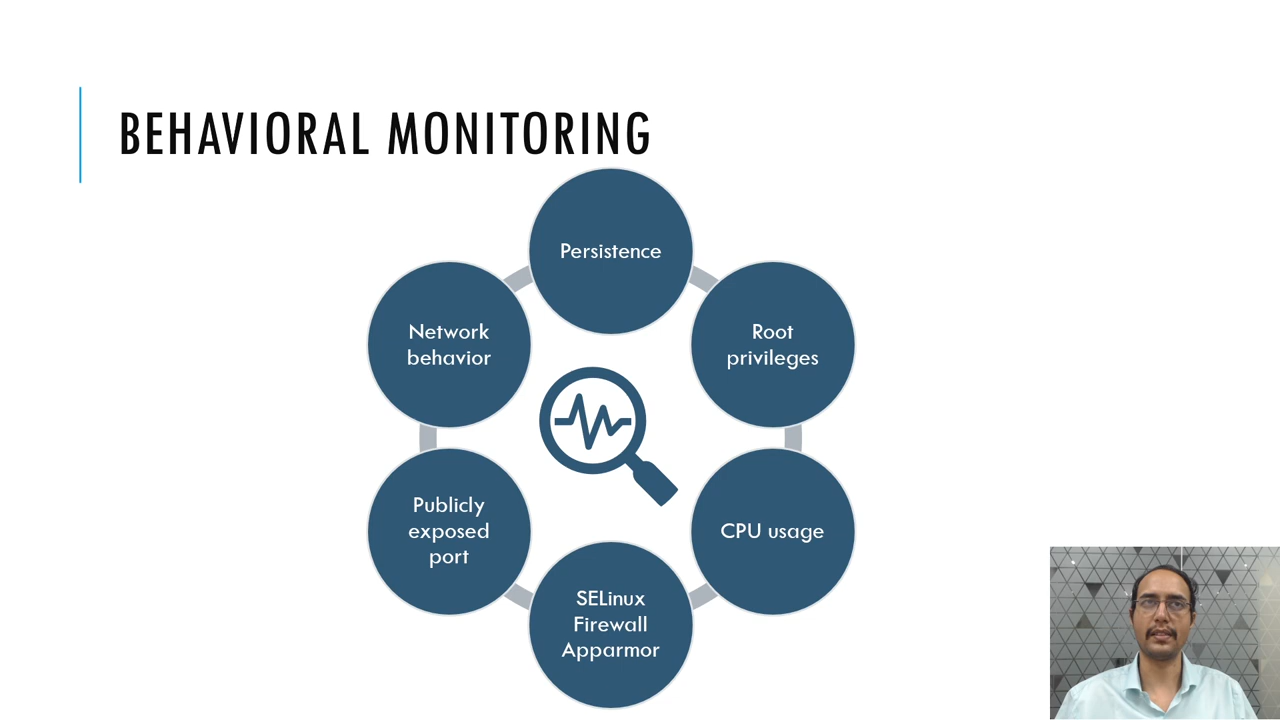 BEHAVIORAL MONITORING
Persistence
Root
privileges
CPU usage
SELinux
Firewall
Apparmor
Publicly
exposed
port
Network
behavior